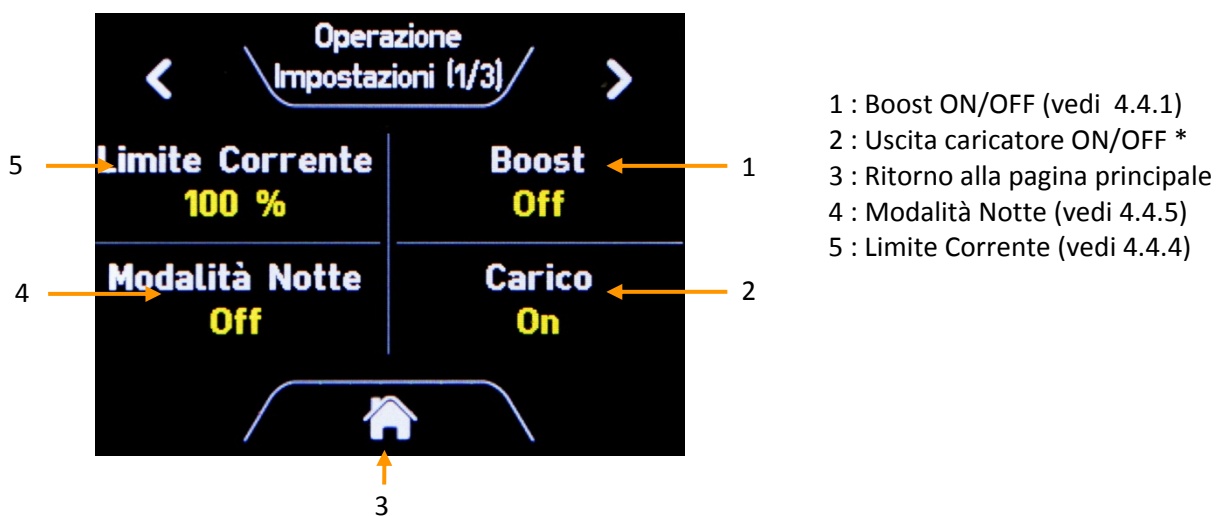 Operazione
Impostazioni (1/3)
Limite Corrente
100 %
Boost
Off
Modalità Notte
Off
Carico
On
5
1
4
2
3
1 : Boost ON/OFF (vedi 4.4.1)
2 : Uscita caricatore ON/OFF *
3 : Ritorno alla pagina principale
4 : Modalità Notte (vedi 4.4.5)
5 : Limite Corrente (vedi 4.4.4)